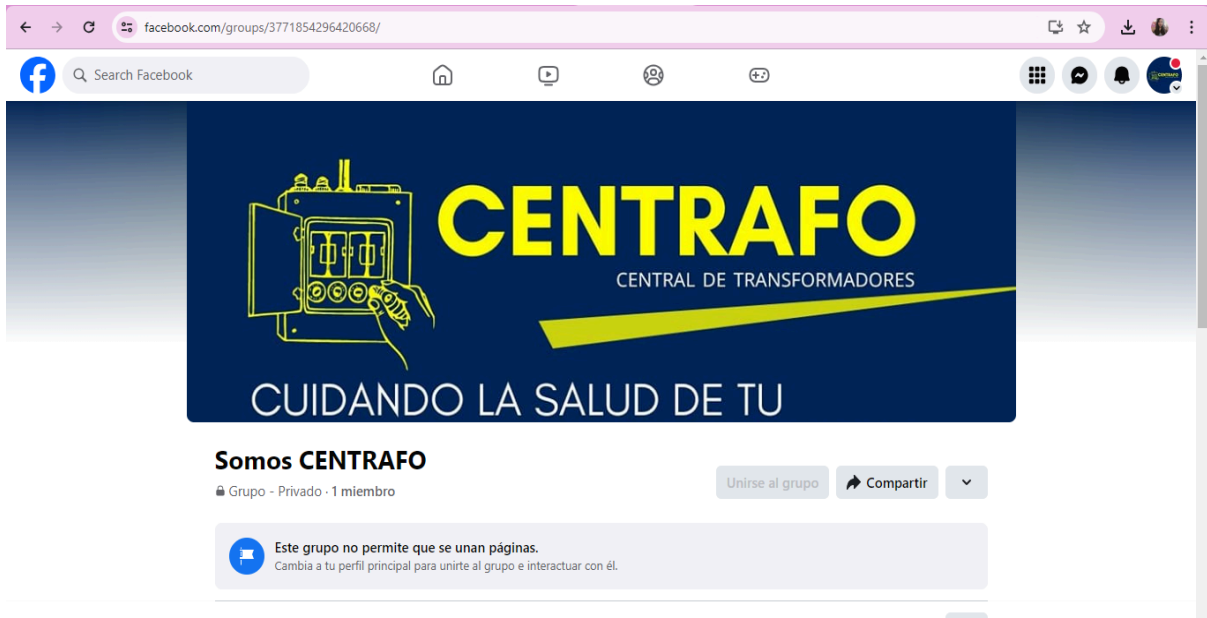 facebook.com/groups/3771854296420668/
Search Facebook
CENTRAFO
CENTRAL DE TRANSFORMADORES
CUIDANDO LA SALUD DE TU
Somos CENTRAFO
Grupo - Privado · 1 miembro
Unirse al grupo
Compartir
Este grupo no permite que se unan páginas.
Cambia a tu perfil principal para unirte al grupo e interactuar con él.